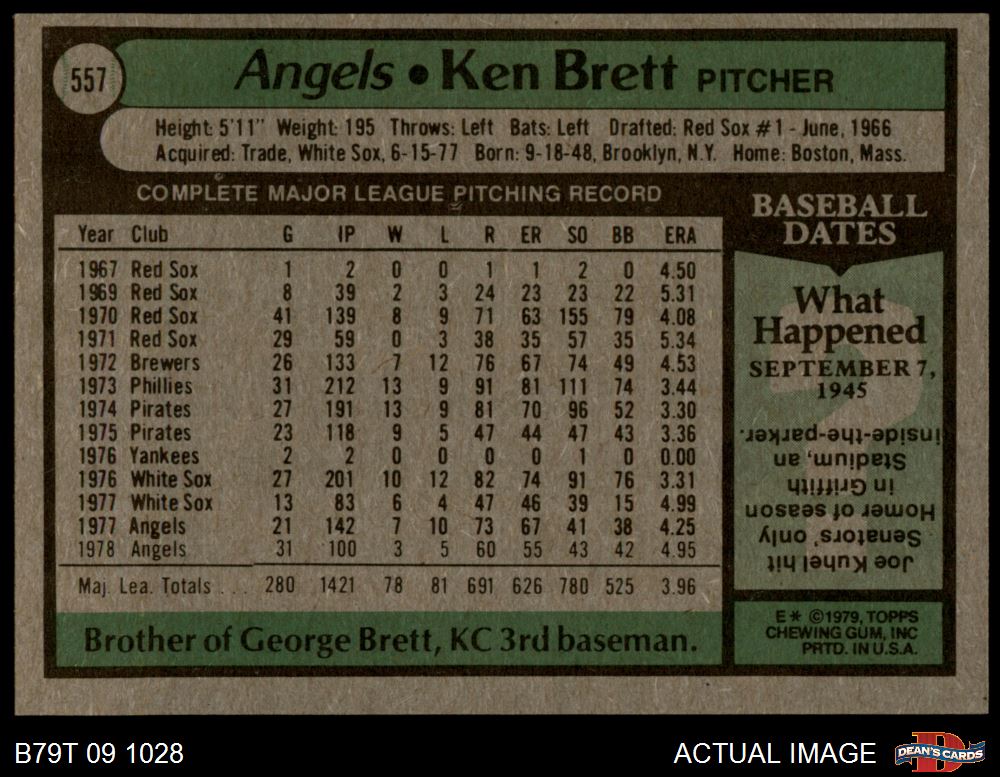 557
Angels • Ken Brett PITCHER
Height: 5'11" Weight: 195 Throws: Left Bats: Left Drafted: Red Sox #1 - June, 1966
Acquired: Trade, White Sox, 6-15-77 Born: 9-18-48, Brooklyn, N.Y. Home: Boston, Mass.
COMPLETE MAJOR LEAGUE PITCHING RECORD
Year Club G IP W L R ER SO BB ERA
1967 Red Sox 1 2 0 0 1 1 2 0 4.50
1969 Red Sox 8 39 2 3 24 23 23 22 5.31
1970 Red Sox 41 139 8 9 71 63 155 79 4.08
1971 Red Sox 29 59 0 3 38 35 57 35 5.34
1972 Brewers 26 133 7 12 76 67 74 49 4.53
1973 Phillies 31 212 13 9 91 81 111 74 3.44
1974 Pirates 27 191 13 9 81 70 96 52 3.30
1975 Pirates 23 118 9 5 47 44 47 43 3.36
1976 Yankees 2 2 0 0 0 0 1 0 0.00
1976 White Sox 27 201 10 12 82 74 91 76 3.31
1977 White Sox 13 83 6 4 47 46 39 15 4.99
1977 Angels 21 142 7 10 73 67 41 38 4.25
1978 Angels 31 100 3 5 60 55 43 42 4.95
Maj. Lea. Totals . . . 280 1421 78 81 691 626 780 525 3.96
Brother of George Brett, KC 3rd baseman.
BASEBALL
DATES
What
Happened
SEPTEMBER 7,
1945
Joe Kuhel hit
Senators' only
Homer of season
in Griffith
Stadium, an
inside-the-parker.
E* ©1979, TOPPS
CHEWING GUM, INC
PRTD. IN U.S.A.
B79T 09 1028
ACTUAL IMAGE
D
DEAN'S CARDS